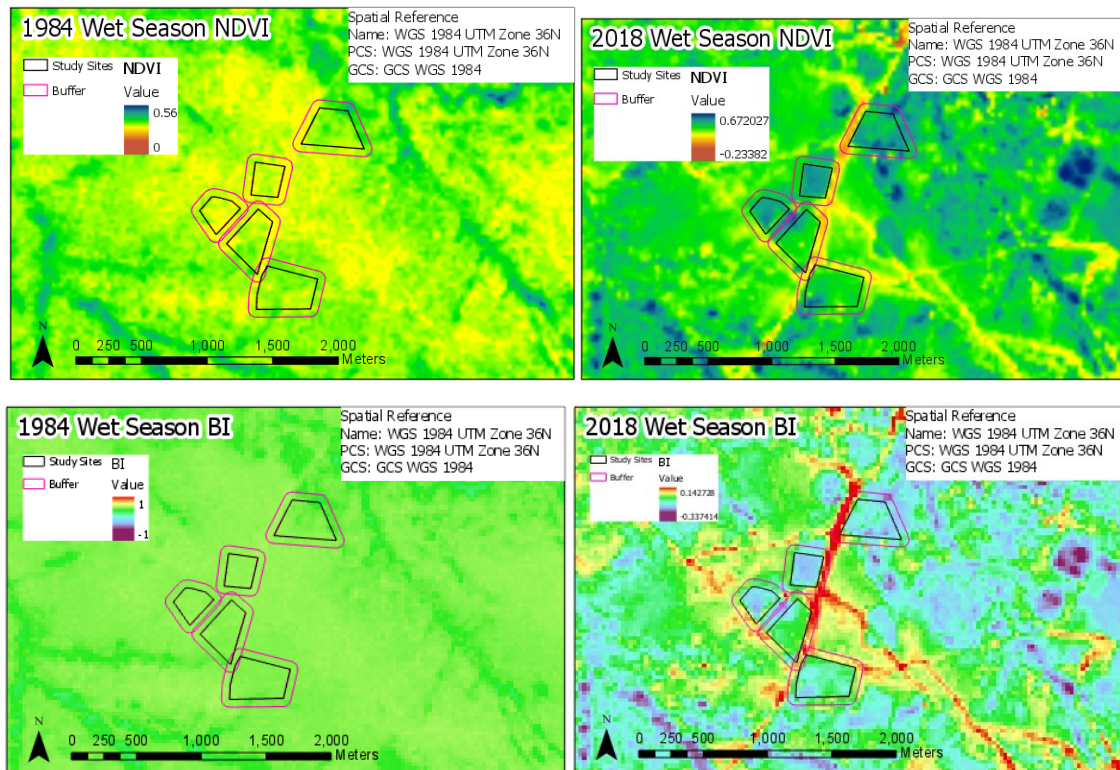 1984 Wet Season NDVI
Spatial Reference
Name: WGS 1984 UTM Zone 36N
PCS: WGS 1984 UTM Zone 36N
GCS: GCS WGS 1984
Study Sites
Buffer
NDVI
Value
0.56
0
N
0 250 500 1,000 1,500 2,000
Meters
2018 Wet Season NDVI
Spatial Reference
Name: WGS 1984 UTM Zone 36N
PCS: WGS 1984 UTM Zone 36N
GCS: GCS WGS 1984
Study Sites
Buffer
NDVI
Value
0.672027
-0.23382
N
0 250 500 1,000 1,500 2,000
Meters
1984 Wet Season BI
Spatial Reference
Name: WGS 1984 UTM Zone 36N
PCS: WGS 1984 UTM Zone 36N
GCS: GCS WGS 1984
Study Sites
Buffer
BI
Value
1
-1
N
0 250 500 1,000 1,500 2,000
Meters
2018 Wet Season BI
Spatial Reference
Name: WGS 1984 UTM Zone 36N
PCS: WGS 1984 UTM Zone 36N
GCS: GCS WGS 1984
Study Sites
Buffer
BI
Value
0.142728
-0.337414
N
0 250 500 1,000 1,500 2,000
Meters